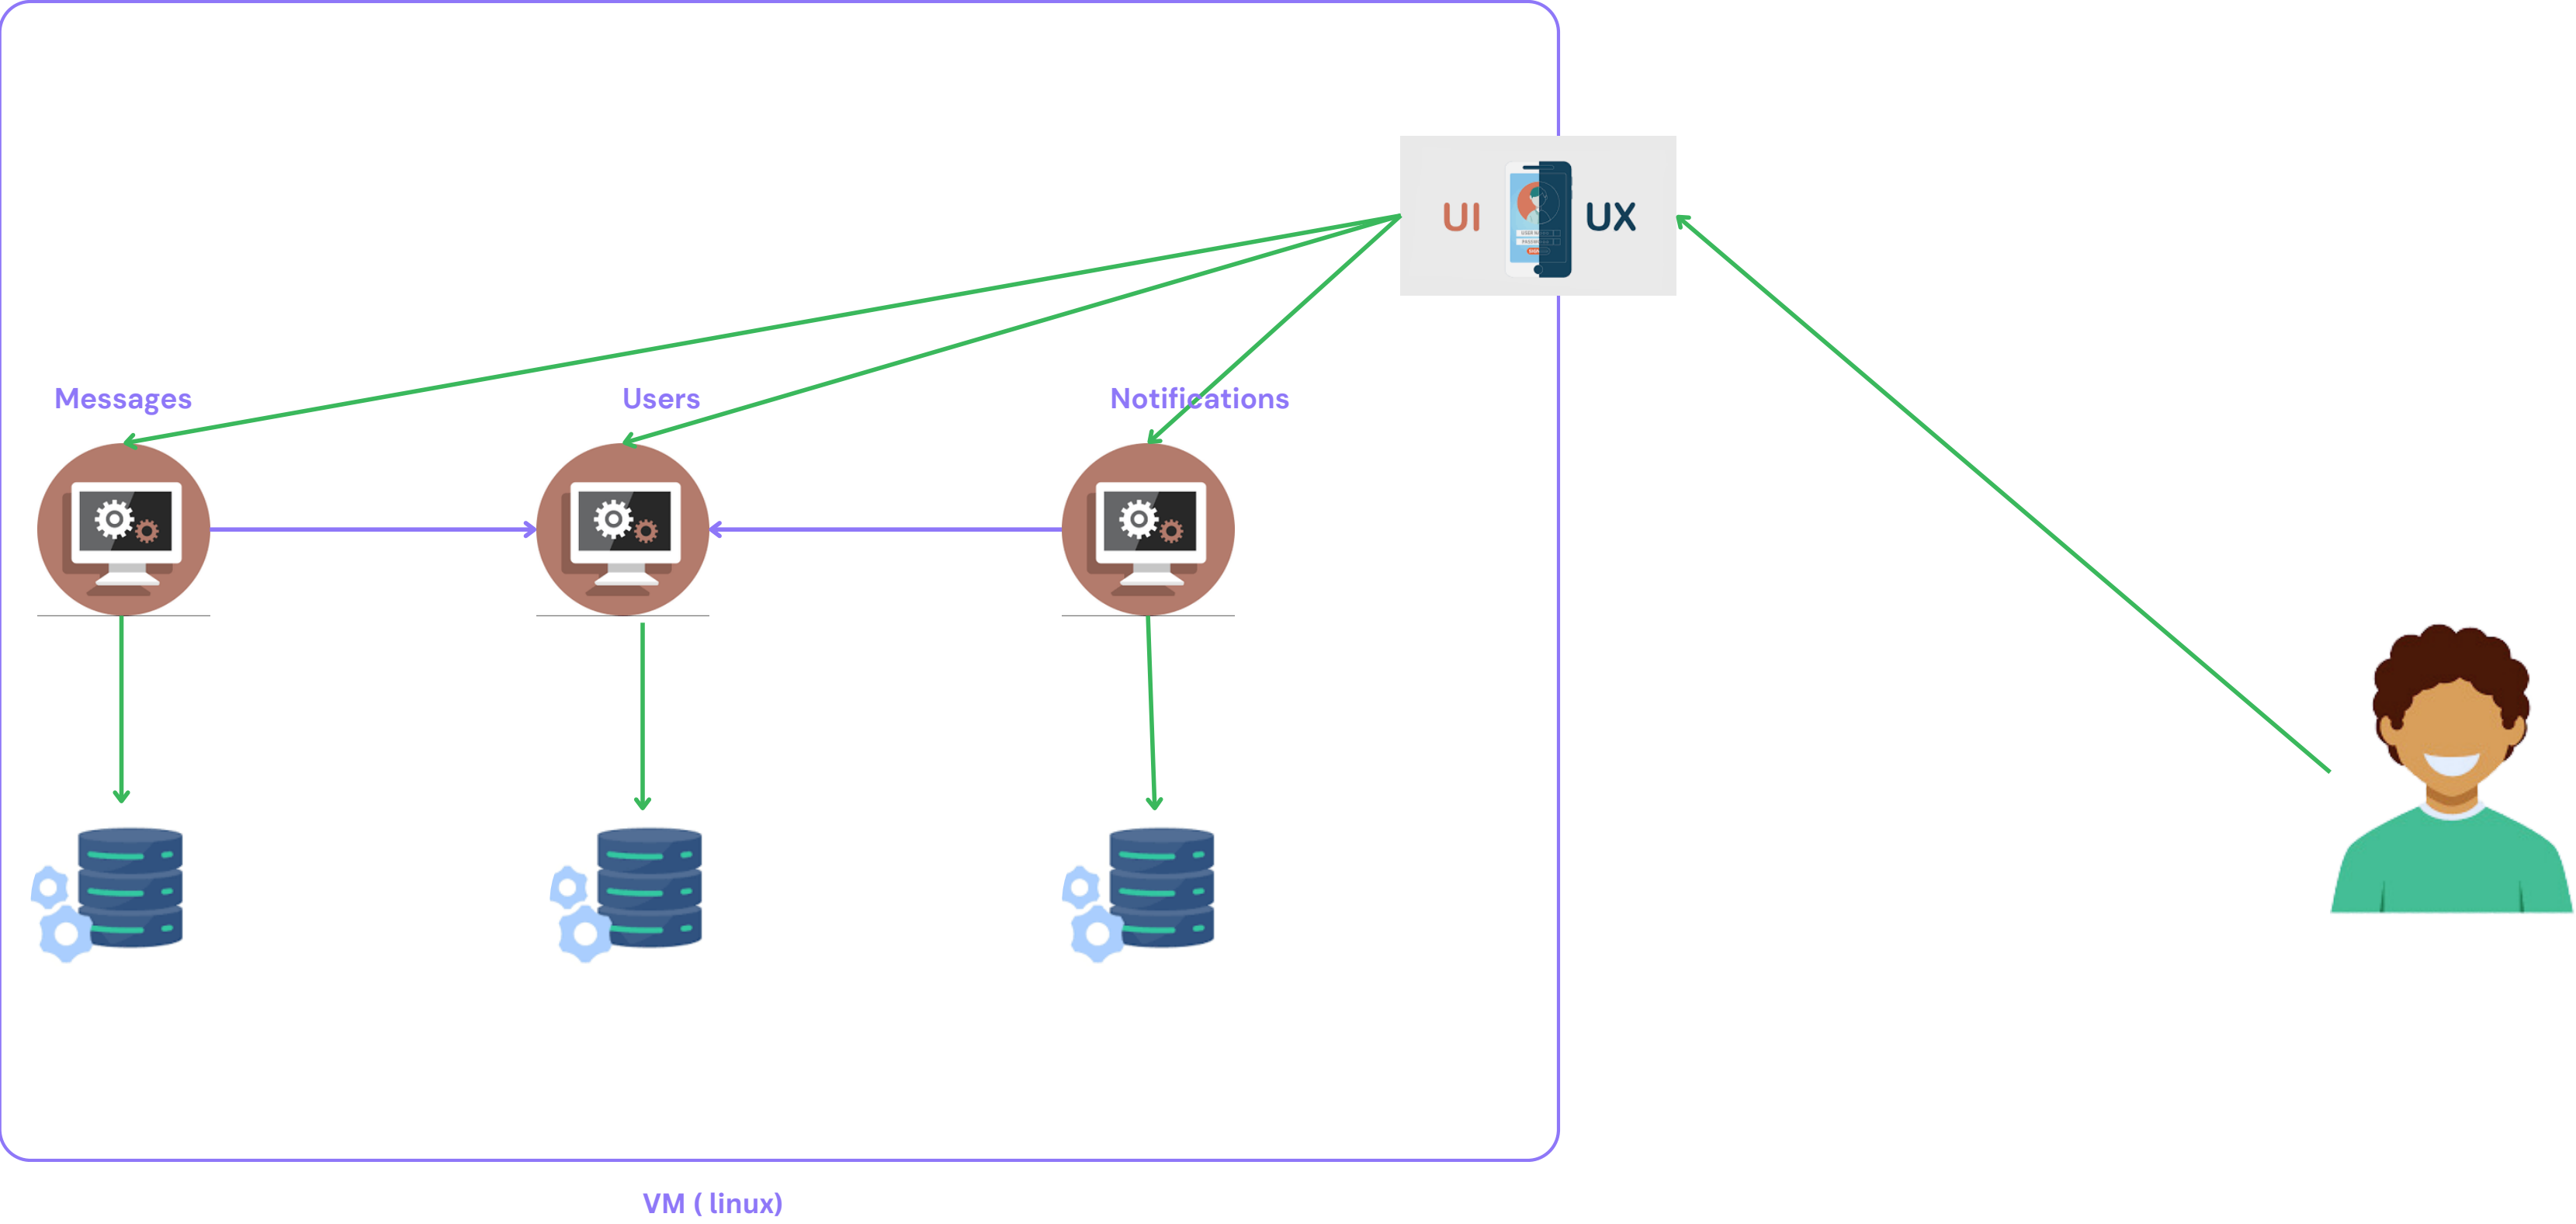 UI UX
Messages
Users
Notifications
VM ( linux)